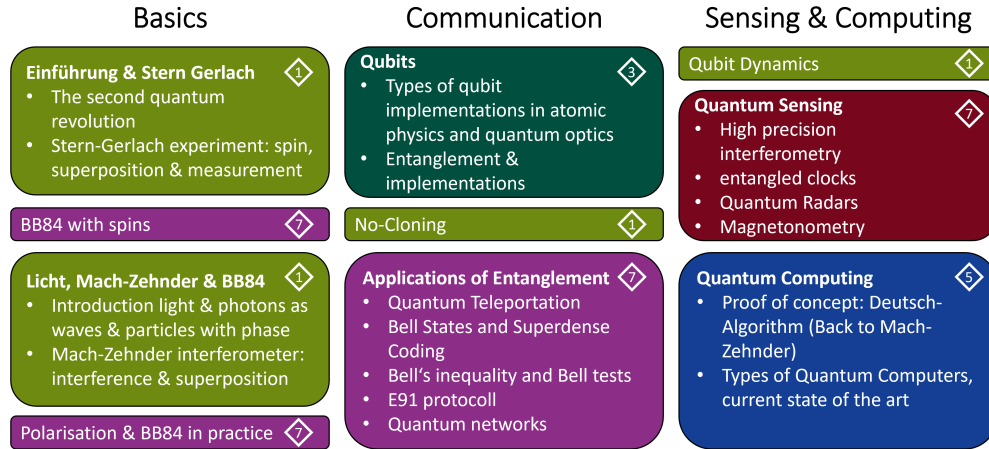 Basics
Einführung & Stern Gerlach
1
• The second quantum
revolution
• Stern-Gerlach experiment: spin,
superposition & measurement
BB84 with spins
7
Licht, Mach-Zehnder & BB84
1
• Introduction light & photons as
waves & particles with phase
• Mach-Zehnder interferometer:
interference & superposition
Polarisation & BB84 in practice
7
Communication
Qubits
3
• Types of qubit
implementations in atomic
physics and quantum optics
• Entanglement &
implementations
No-Cloning
1
Applications of Entanglement
7
• Quantum Teleportation
• Bell States and Superdense
Coding
• Bell‘s inequality and Bell tests
• E91 protocoll
• Quantum networks
Sensing & Computing
Qubit Dynamics
1
Quantum Sensing
7
• High precision
interferometry
• entangled clocks
• Quantum Radars
• Magnetonometry
Quantum Computing
5
• Proof of concept: Deutsch-
Algorithm (Back to Mach-
Zehnder)
• Types of Quantum Computers,
current state of the art